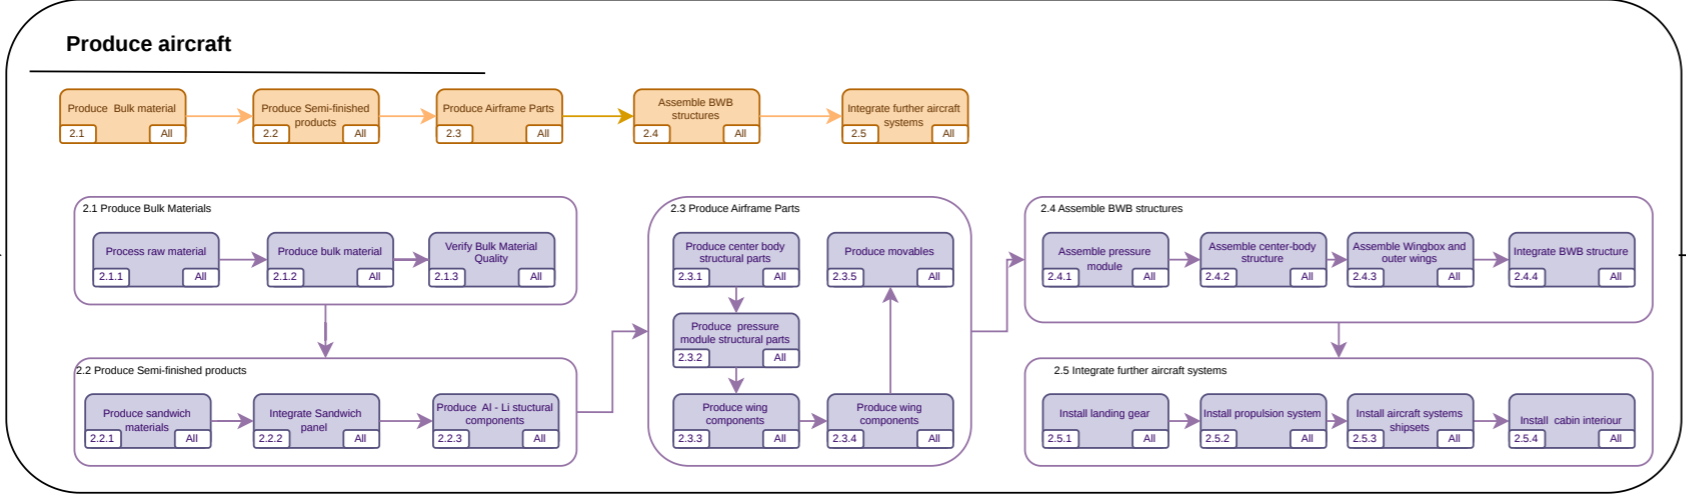 Produce aircraft
Produce  Bulk material
2.1 All
Produce Semi-finished
products
2.2 All
Produce Airframe Parts
2.3 All
Assemble BWB
structures
2.4 All
Integrate further aircraft
systems
2.5 All
2.1 Produce Bulk Materials
Process raw material
2.1.1 All
Produce bulk material
2.1.2 All
Verify Bulk Material
Quality
2.1.3 All
2.2 Produce Semi-finished products
Produce sandwich
materials
2.2.1 All
Integrate Sandwich
panel
2.2.2 All
Produce  Al - Li stuctural
components
2.2.3 All
2.3 Produce Airframe Parts
Produce center body
structural parts
2.3.1 All
Produce  pressure
module structural parts
2.3.2 All
Produce wing
components
2.3.3 All
Produce wing
components
2.3.4 All
Produce movables
2.3.5 All
2.4 Assemble BWB structures
Assemble pressure
module
2.4.1 All
Assemble center-body
structure
2.4.2 All
Assemble Wingbox and
outer wings
2.4.3 All
Integrate BWB structure
2.4.4 All
2.5 Integrate further aircraft systems
Install landing gear
2.5.1 All
Install propulsion system
2.5.2 All
Install aircraft systems
shipsets
2.5.3 All
Install  cabin interiour
2.5.4 All